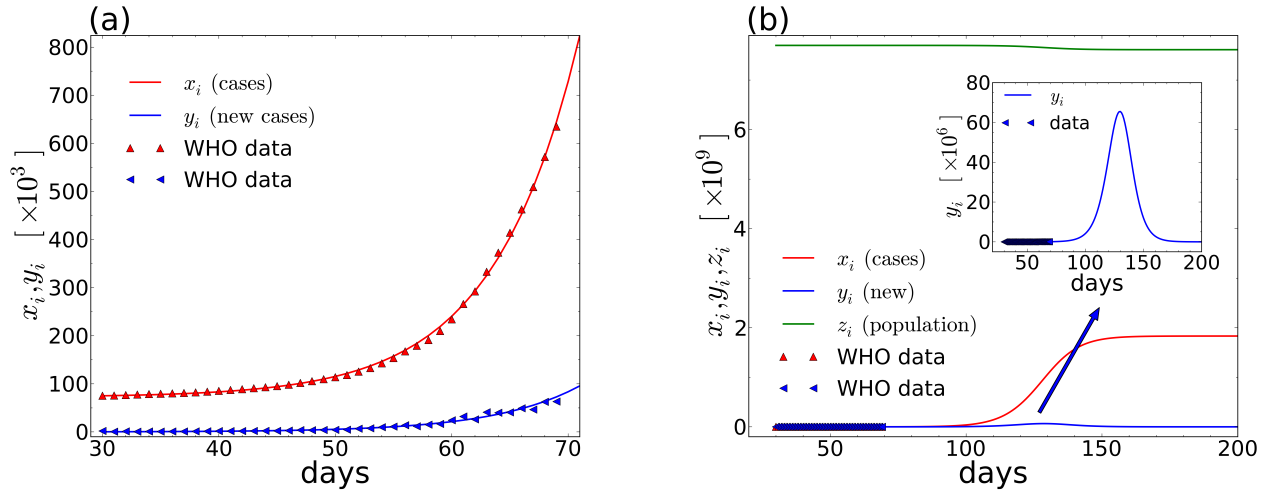 (a)
x_i, y_i [ ×10^3 ]
800
700
600
500
400
300
200
100
0
x_i (cases)
y_i (new cases)
WHO data
WHO data
30 40 50 60 70
days
(b)
x_i, y_i, z_i [ ×10^9 ]
6
4
2
0
x_i (cases)
y_i (new)
z_i (population)
WHO data
WHO data
50 100 150 200
days
y_i [ ×10^6 ]
80
60
40
20
0
y_i
data
50 100 150 200
days